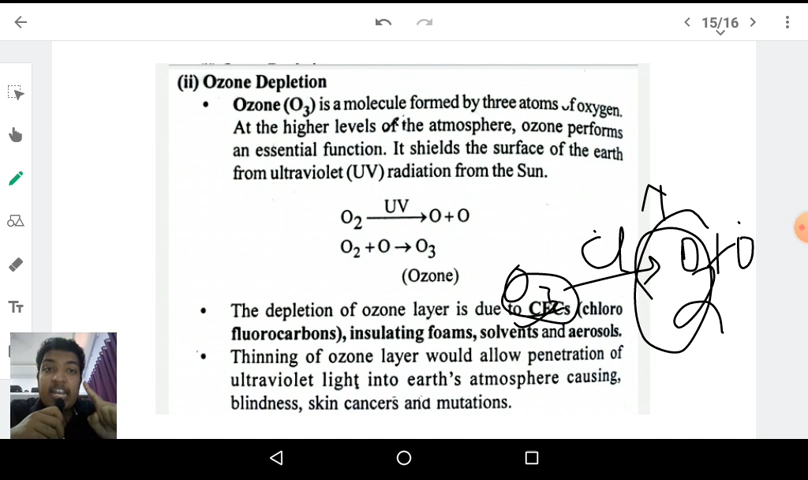 15/16
(ii) Ozone Depletion
• Ozone (O3) is a molecule formed by three atoms of oxygen.
At the higher levels of the atmosphere, ozone performs
an essential function. It shields the surface of the earth
from ultraviolet (UV) radiation from the Sun.
O2 UV → O+O
O2 +O → O3
(Ozone)
Cl
O+O
2
O3
• The depletion of ozone layer is due to CFCs (chloro
fluorocarbons), insulating foams, solvents and aerosols.
• Thinning of ozone layer would allow penetration of
ultraviolet light into earth's atmosphere causing,
blindness, skin cancers and mutations.
Tт